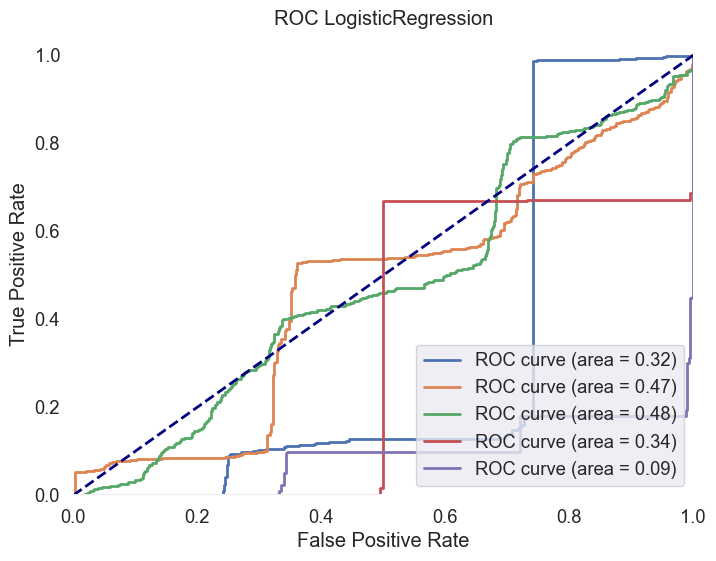 ROC LogisticRegression
True Positive Rate
1.0
0.8
0.6
0.4
0.2
0.0
ROC curve (area = 0.32)
ROC curve (area = 0.47)
ROC curve (area = 0.48)
ROC curve (area = 0.34)
ROC curve (area = 0.09)
0.0 0.2 0.4 0.6 0.8 1.0
False Positive Rate